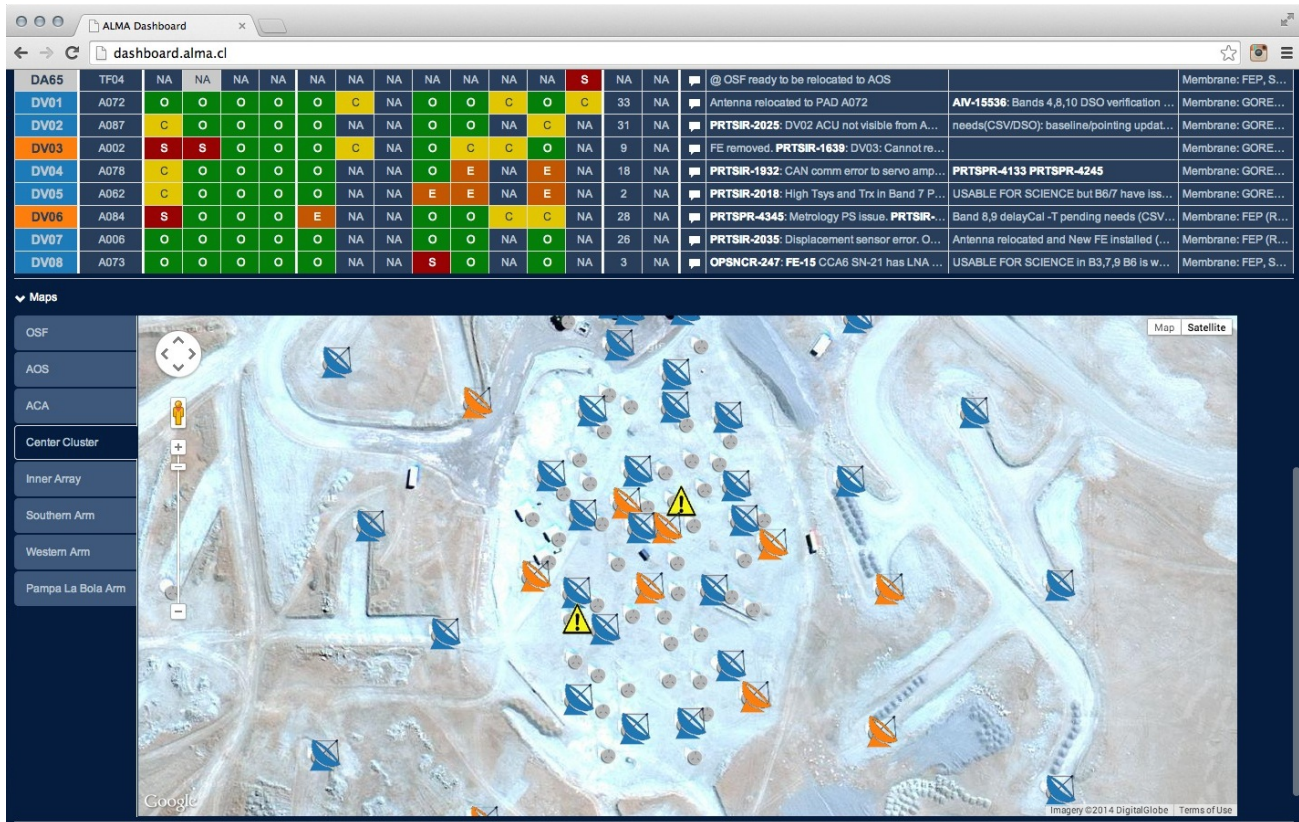 ALMA Dashboard ×
dashboard.alma.cl
DA65 TF04 NA NA NA NA NA NA NA NA NA NA NA S NA NA @ OSF ready to be relocated to AOS Membrane: FEP, S...
DV01 A072 O O O O O C NA O O C O C 33 NA Antenna relocated to PAD A072 AIV-15536: Bands 4,8,10 DSO verification ... Membrane: GORE...
DV02 A087 C O O O O NA NA O O NA C NA 31 NA PRTSIR-2025: DV02 ACU not visible from A... needs(CSV/DSO): baseline/pointing updat... Membrane: GORE...
DV03 A002 S S O O O C NA O C C O NA 9 NA FE removed. PRTSIR-1639: DV03: Cannot re... Membrane: GORE...
DV04 A078 C O O O O NA NA O E NA E NA 18 NA PRTSIR-1932: CAN comm error to servo amp... PRTSPR-4133 PRTSPR-4245 Membrane: GORE...
DV05 A062 C O O O O NA NA E E NA E NA 2 NA PRTSIR-2018: High Tsys and Trx in Band 7 P... USABLE FOR SCIENCE but B6/7 have iss... Membrane: GORE...
DV06 A084 S O O O E NA NA O O C C NA 28 NA PRTSPR-4345: Metrology PS issue. PRTSIR-... Band 8,9 delayCal -T pending needs (CSV... Membrane: FEP (R...
DV07 A006 O O O O O NA NA O O NA O NA 26 NA PRTSIR-2035: Displacement sensor error. O... Antenna relocated and New FE installed (... Membrane: FEP (R...
DV08 A073 O O O O O NA NA S O NA O NA 3 NA OPSNCR-247: FE-15 CCA6 SN-21 has LNA ... USABLE FOR SCIENCE in B3,7,9 B6 is w... Membrane: FEP, S...
Maps
OSF
AOS
ACA
Center Cluster
Inner Array
Southern Arm
Western Arm
Pampa La Bola Arm
Map Satellite
Google
Imagery ©2014 DigitalGlobe Terms of Use